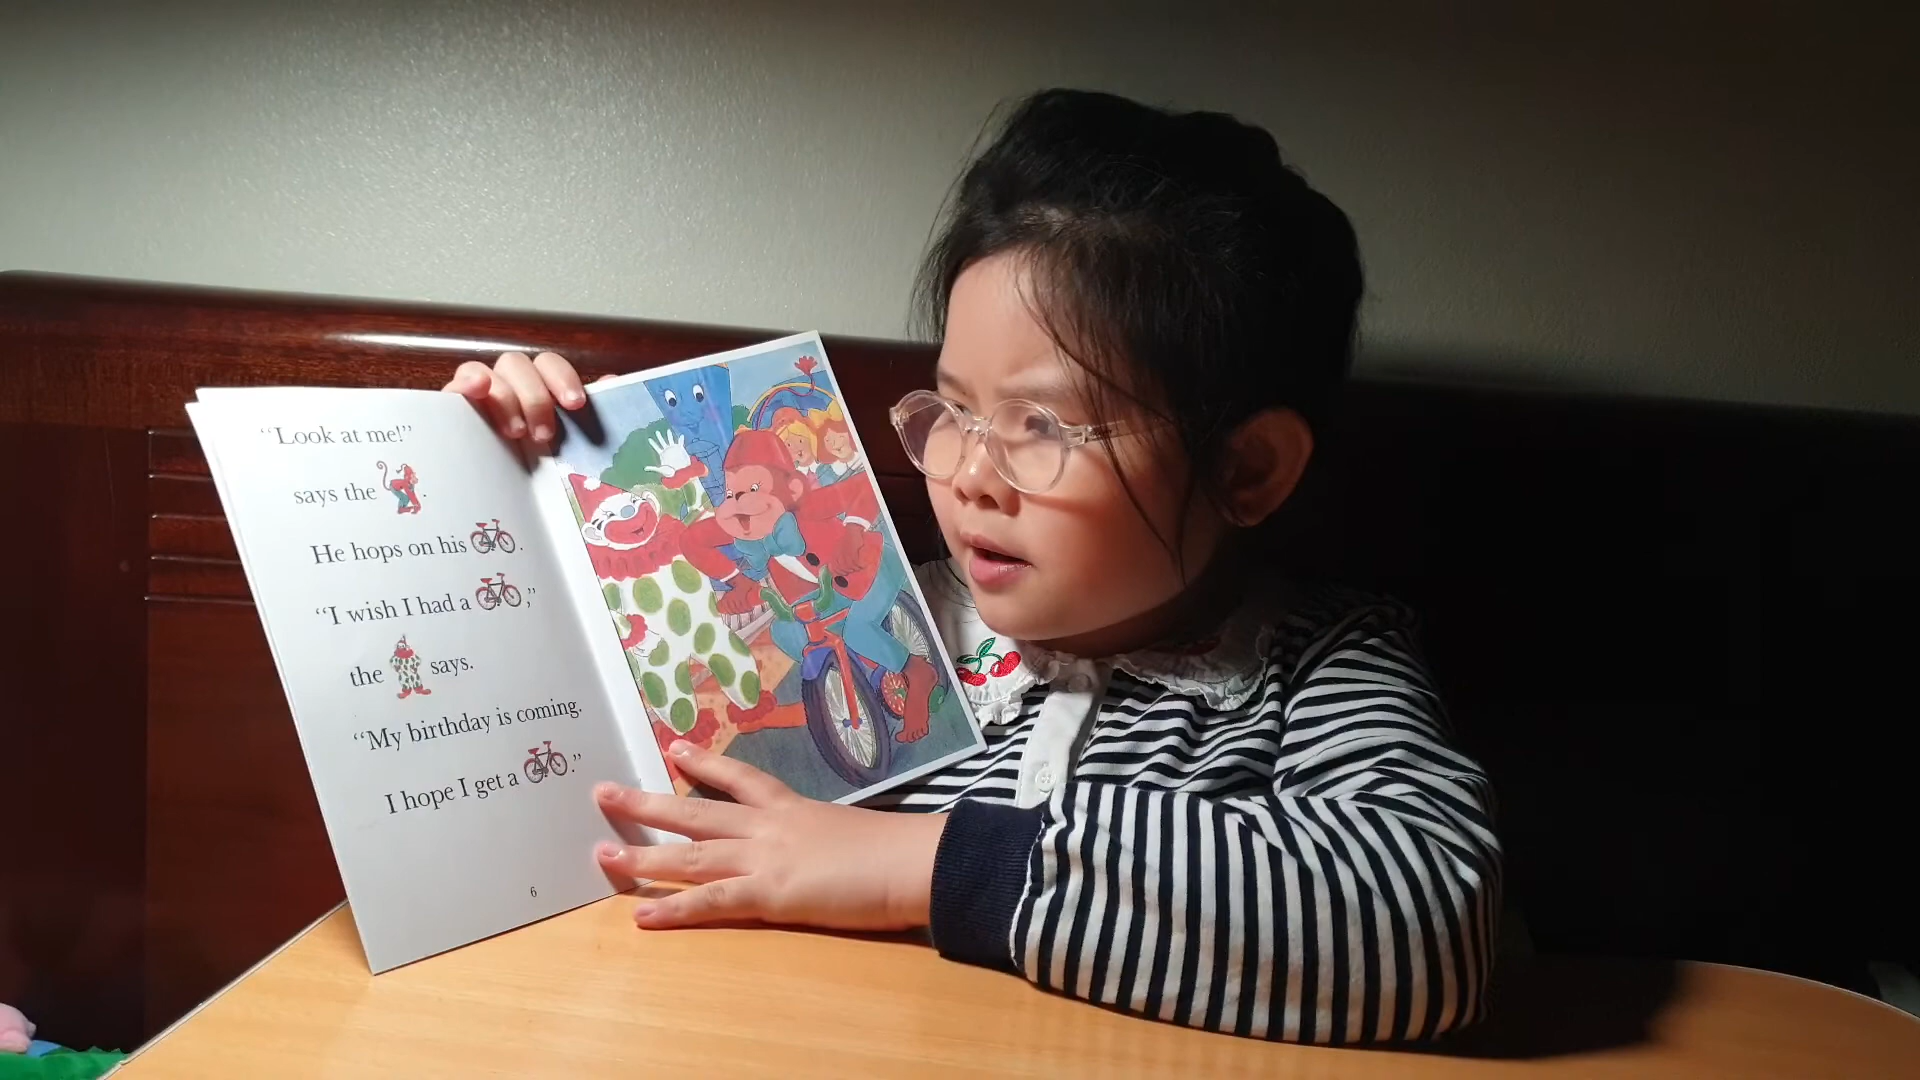 “Look at me!”
says the .
He hops on his .
“I wish I had a ,”
the says.
“My birthday is coming.
I hope I get a .”
6